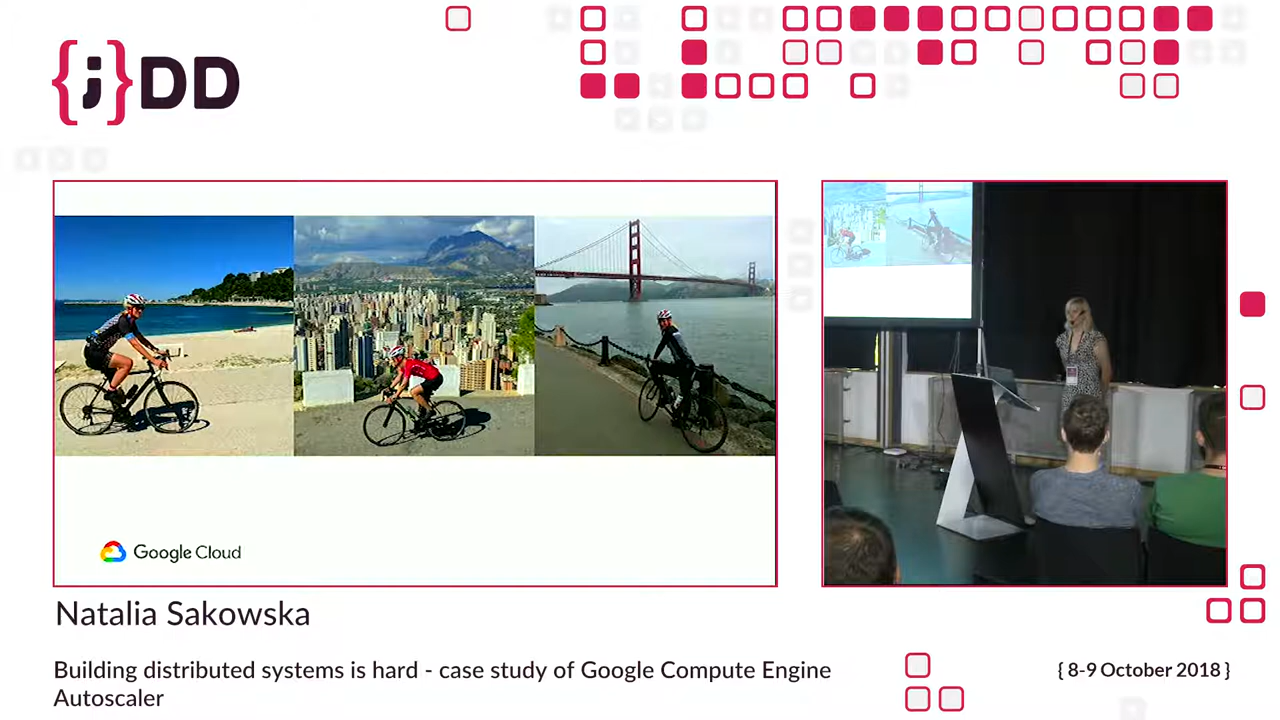 {j}DD
Google Cloud
Natalia Sakowska
Building distributed systems is hard - case study of Google Compute Engine
Autoscaler
{ 8-9 October 2018 }